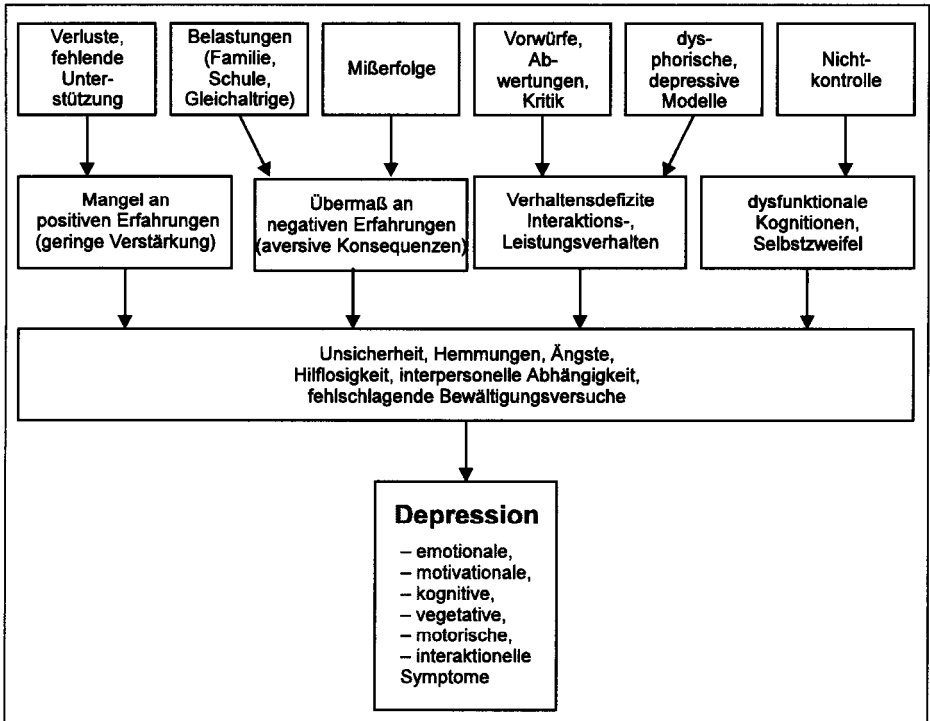 Verluste,
fehlende
Unter-
stützung
Belastungen
(Familie,
Schule,
Gleichaltrige)
Mißerfolge
Vorwürfe,
Ab-
wertungen,
Kritik
dys-
phorische,
depressive
Modelle
Nicht-
kontrolle
Mangel an
positiven Erfahrungen
(geringe Verstärkung)
Übermaß an
negativen Erfahrungen
(aversive Konsequenzen)
Verhaltensdefizite
Interaktions-,
Leistungsverhalten
dysfunktionale
Kognitionen,
Selbstzweifel
Unsicherheit, Hemmungen, Ängste,
Hilflosigkeit, interpersonelle Abhängigkeit,
fehlschlagende Bewältigungsversuche
Depression
– emotionale,
– motivationale,
– kognitive,
– vegetative,
– motorische,
– interaktionelle
Symptome